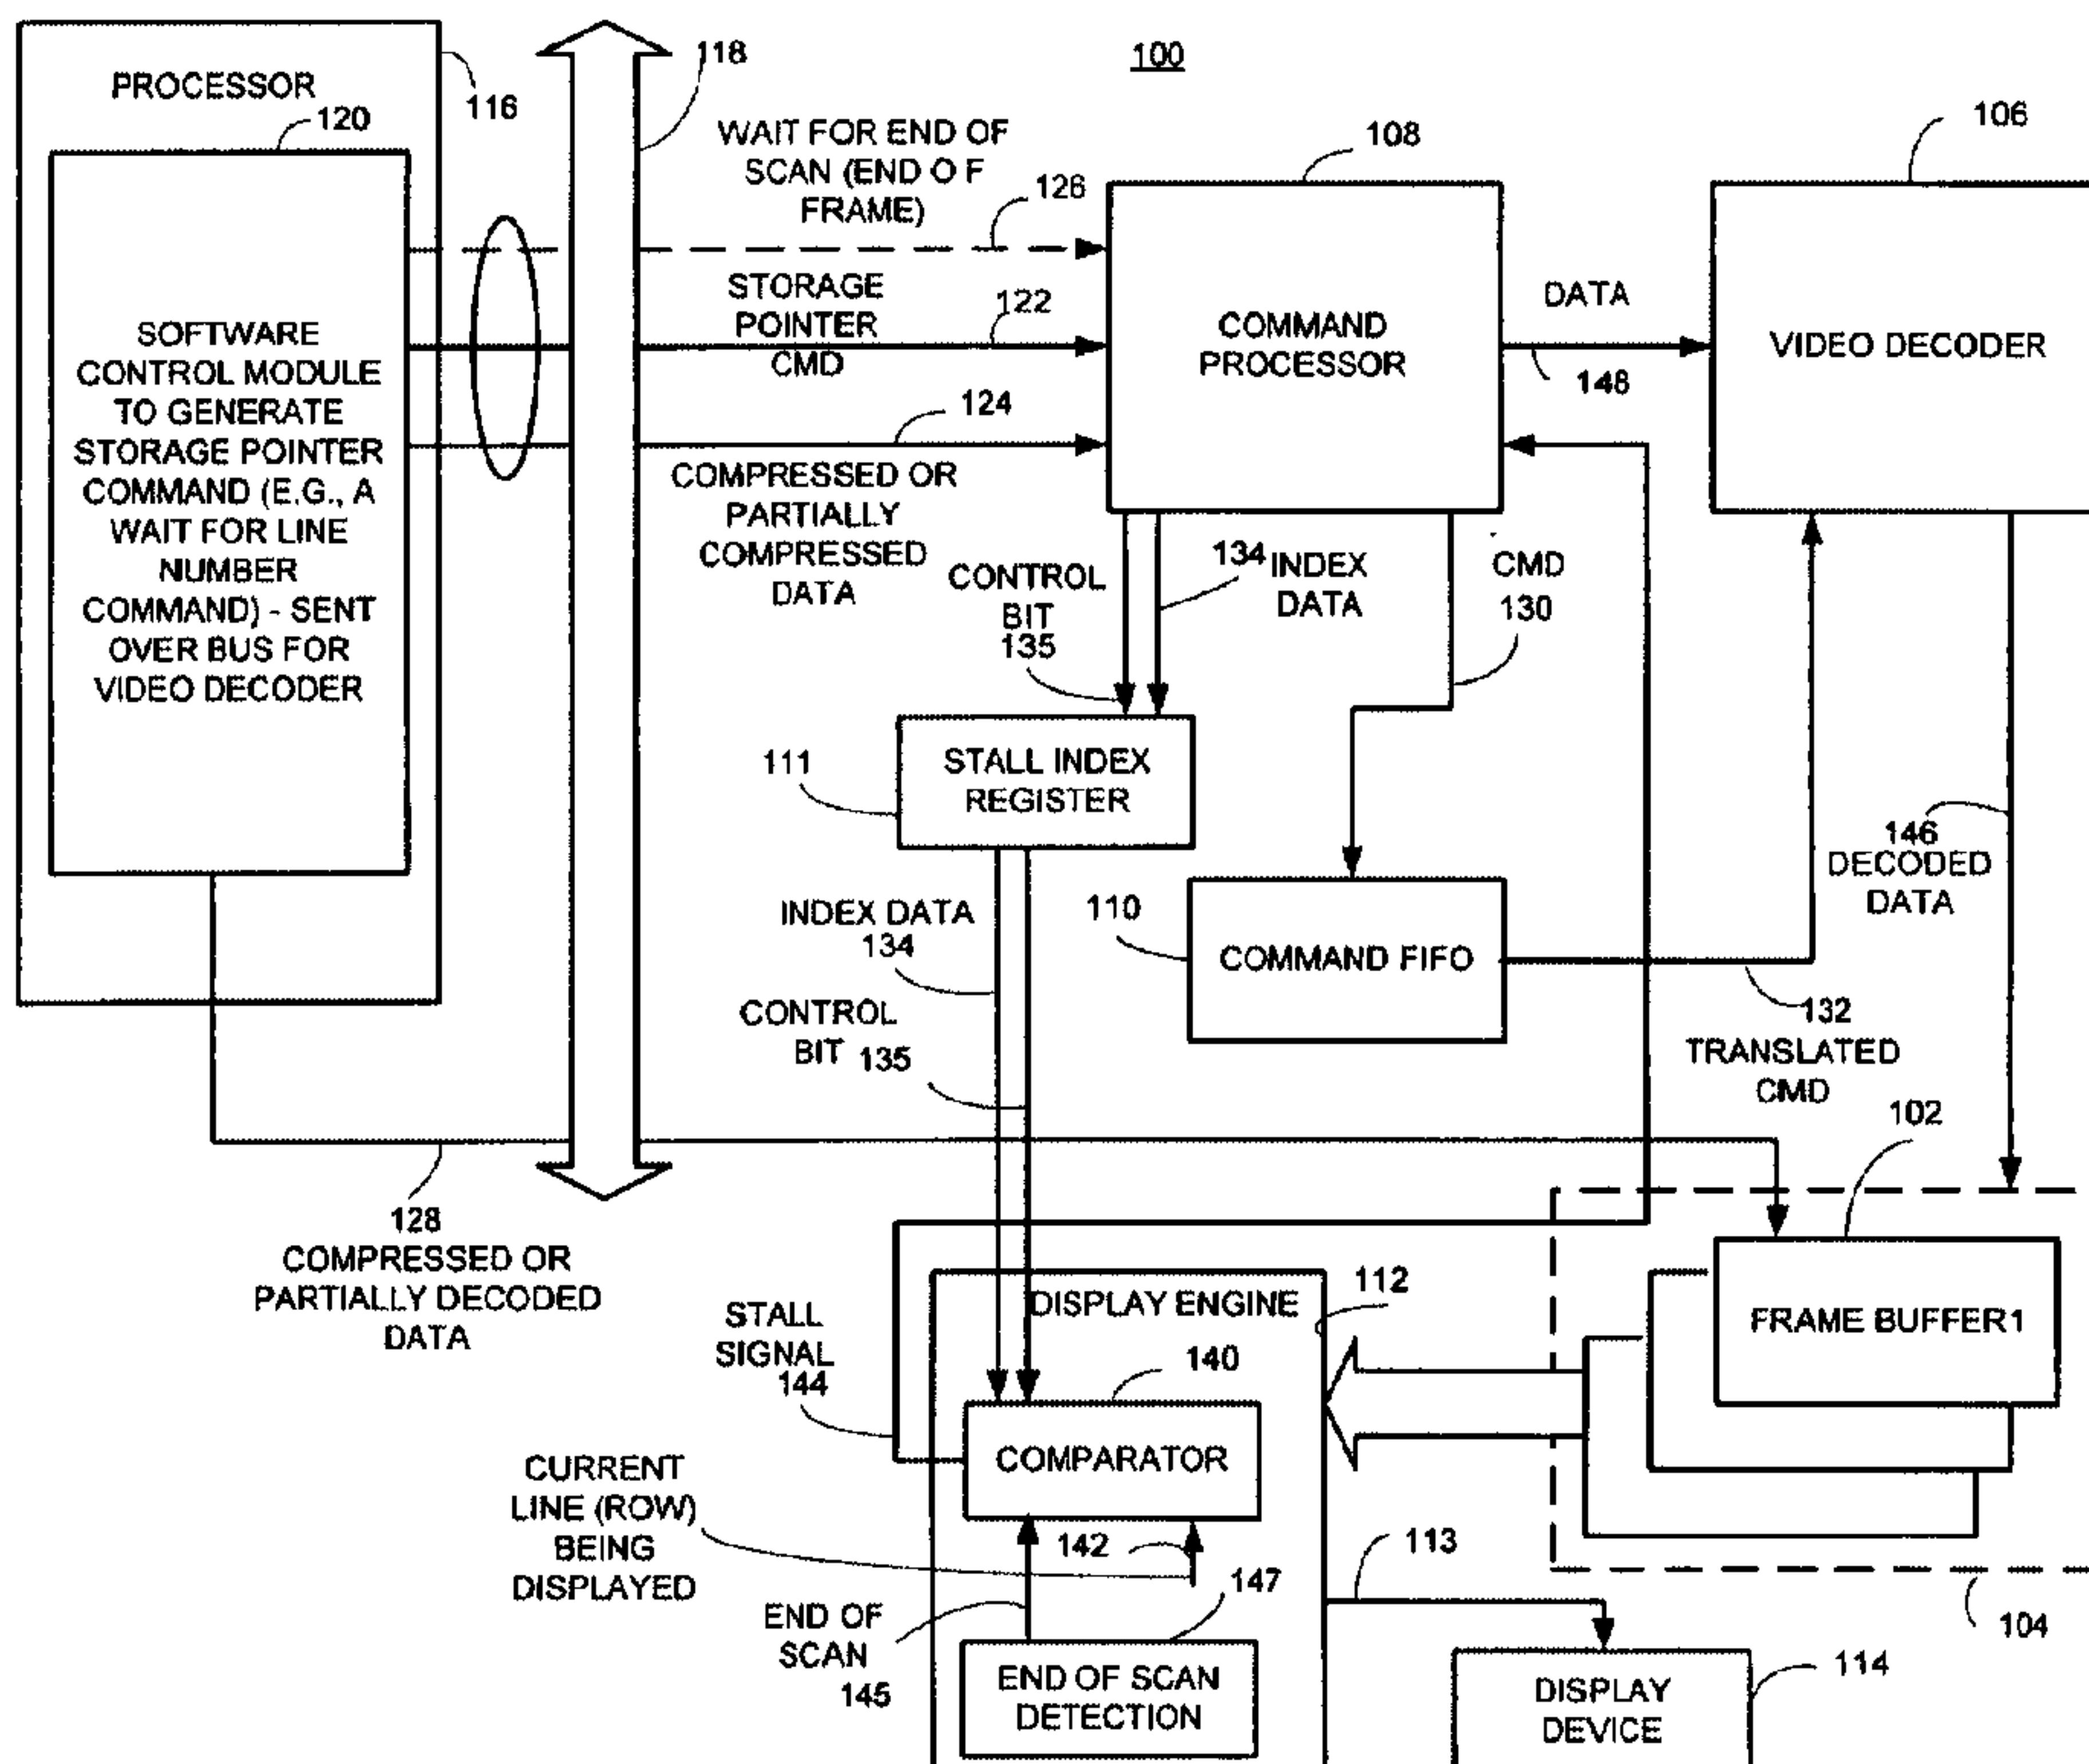 100
PROCESSOR
116
120
SOFTWARE
CONTROL MODULE
TO GENERATE
STORAGE POINTER
COMMAND (E.G., A
WAIT FOR LINE
NUMBER
COMMAND) - SENT
OVER BUS FOR
VIDEO DECODER
118
WAIT FOR END OF
SCAN (END O F
FRAME)
126
STORAGE
POINTER
CMD
122
124
COMPRESSED OR
PARTIALLY
COMPRESSED
DATA
108
COMMAND
PROCESSOR
DATA
148
106
VIDEO DECODER
CONTROL
BIT
135
134
INDEX
DATA
CMD
130
111
STALL INDEX
REGISTER
110
COMMAND FIFO
146
DECODED
DATA
132
TRANSLATED
CMD
INDEX DATA
134
CONTROL
BIT 135
128
COMPRESSED OR
PARTIALLY DECODED
DATA
102
FRAME BUFFER1
104
DISPLAY ENGINE
112
STALL
SIGNAL
144
140
COMPARATOR
CURRENT
LINE (ROW)
BEING
DISPLAYED
142
END OF
SCAN
145
147
END OF SCAN
DETECTION
113
DISPLAY
DEVICE
114